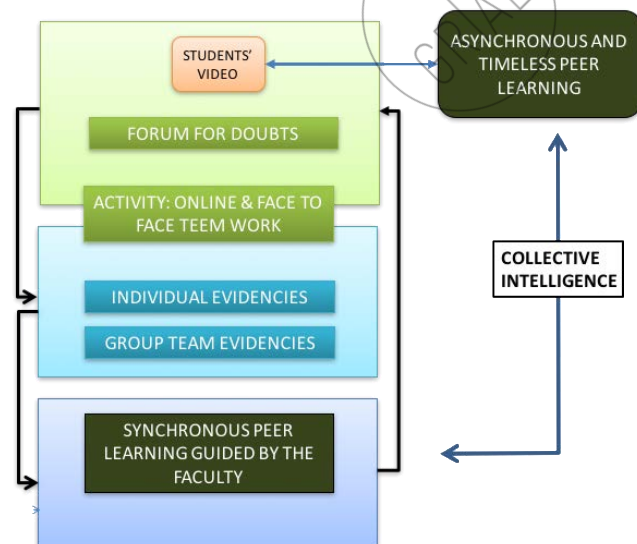 STUDENTS'
VIDEO
ASYNCHRONOUS AND
TIMELESS PEER
LEARNING
FORUM FOR DOUBTS
ACTIVITY: ONLINE & FACE TO
FACE TEEM WORK
COLLECTIVE
INTELLIGENCE
INDIVIDUAL EVIDENCIES
GROUP TEAM EVIDENCIES
SYNCHRONOUS PEER
LEARNING GUIDED BY THE
FACULTY